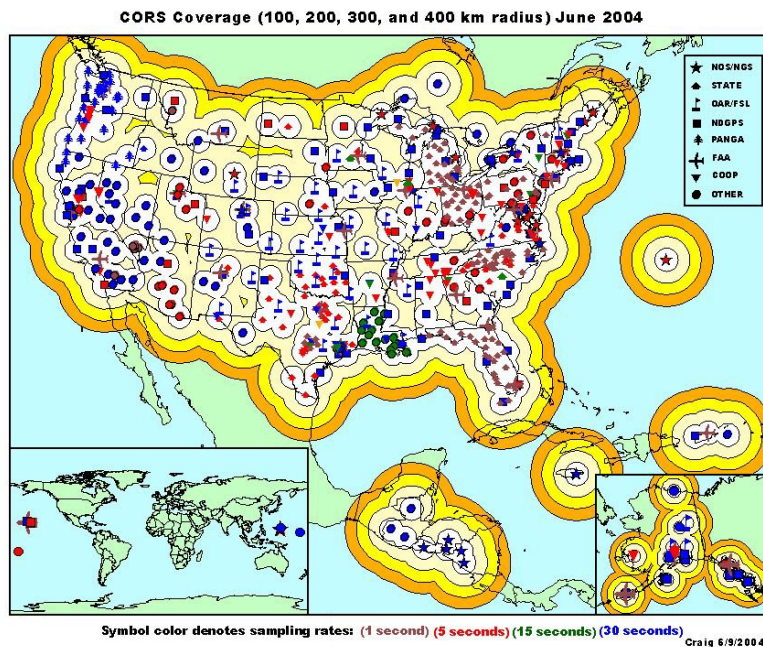 CORS Coverage (100, 200, 300, and 400 km radius) June 2004
NOS/NGS
STATE
OAR/FSL
NDGPS
PANGA
FAA
COOP
OTHER
Symbol color denotes sampling rates: (1 second) (5 seconds) (15 seconds) (30 seconds)
Craig 6/9/2004